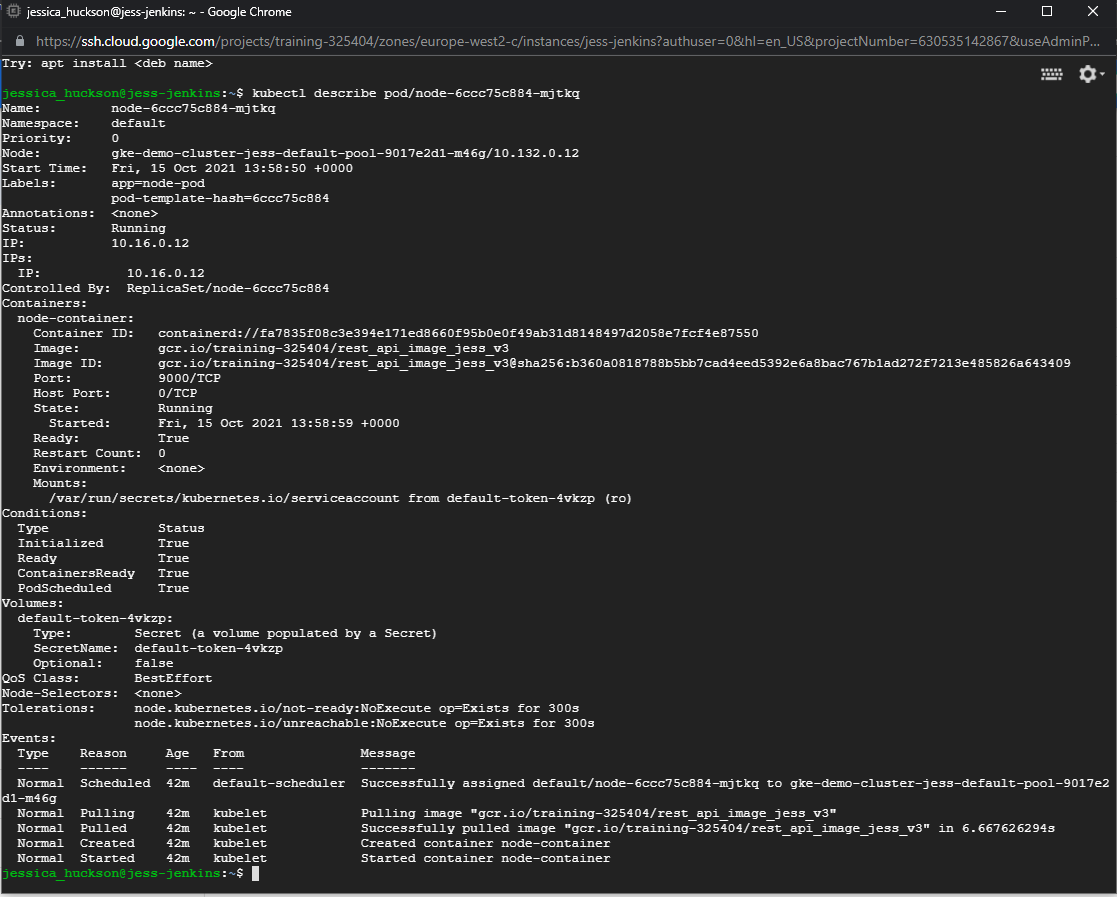 jessica_huckson@jess-jenkins: ~ - Google Chrome
https://ssh.cloud.google.com/projects/training-325404/zones/europe-west2-c/instances/jess-jenkins?authuser=0&hl=en_US&projectNumber=630535142867&useAdminP...
Try: apt install <deb name>
jessica_huckson@jess-jenkins:~$ kubectl describe pod/node-6ccc75c884-mjtkq
Name:         node-6ccc75c884-mjtkq
Namespace:    default
Priority:     0
Node:         gke-demo-cluster-jess-default-pool-9017e2d1-m46g/10.132.0.12
Start Time:   Fri, 15 Oct 2021 13:58:50 +0000
Labels:       app=node-pod
              pod-template-hash=6ccc75c884
Annotations:  <none>
Status:       Running
IP:           10.16.0.12
IPs:
  IP:           10.16.0.12
Controlled By:  ReplicaSet/node-6ccc75c884
Containers:
  node-container:
    Container ID:   containerd://fa7835f08c3e394e171ed8660f95b0e0f49ab31d8148497d2058e7fcf4e87550
    Image:          gcr.io/training-325404/rest_api_image_jess_v3
    Image ID:       gcr.io/training-325404/rest_api_image_jess_v3@sha256:b360a0818788b5bb7cad4eed5392e6a8bac767b1ad272f7213e485826a643409
    Port:           9000/TCP
    Host Port:      0/TCP
    State:          Running
      Started:      Fri, 15 Oct 2021 13:58:59 +0000
    Ready:          True
    Restart Count:  0
    Environment:    <none>
    Mounts:
      /var/run/secrets/kubernetes.io/serviceaccount from default-token-4vkzp (ro)
Conditions:
  Type              Status
  Initialized       True
  Ready             True
  ContainersReady   True
  PodScheduled      True
Volumes:
  default-token-4vkzp:
    Type:        Secret (a volume populated by a Secret)
    SecretName:  default-token-4vkzp
    Optional:    false
QoS Class:       BestEffort
Node-Selectors:  <none>
Tolerations:     node.kubernetes.io/not-ready:NoExecute op=Exists for 300s
                 node.kubernetes.io/unreachable:NoExecute op=Exists for 300s
Events:
  Type    Reason     Age   From               Message
  ----    ------     ----  ----               -------
  Normal  Scheduled  42m   default-scheduler  Successfully assigned default/node-6ccc75c884-mjtkq to gke-demo-cluster-jess-default-pool-9017e2
d1-m46g
  Normal  Pulling    42m   kubelet            Pulling image "gcr.io/training-325404/rest_api_image_jess_v3"
  Normal  Pulled     42m   kubelet            Successfully pulled image "gcr.io/training-325404/rest_api_image_jess_v3" in 6.667626294s
  Normal  Created    42m   kubelet            Created container node-container
  Normal  Started    42m   kubelet            Started container node-container
jessica_huckson@jess-jenkins:~$